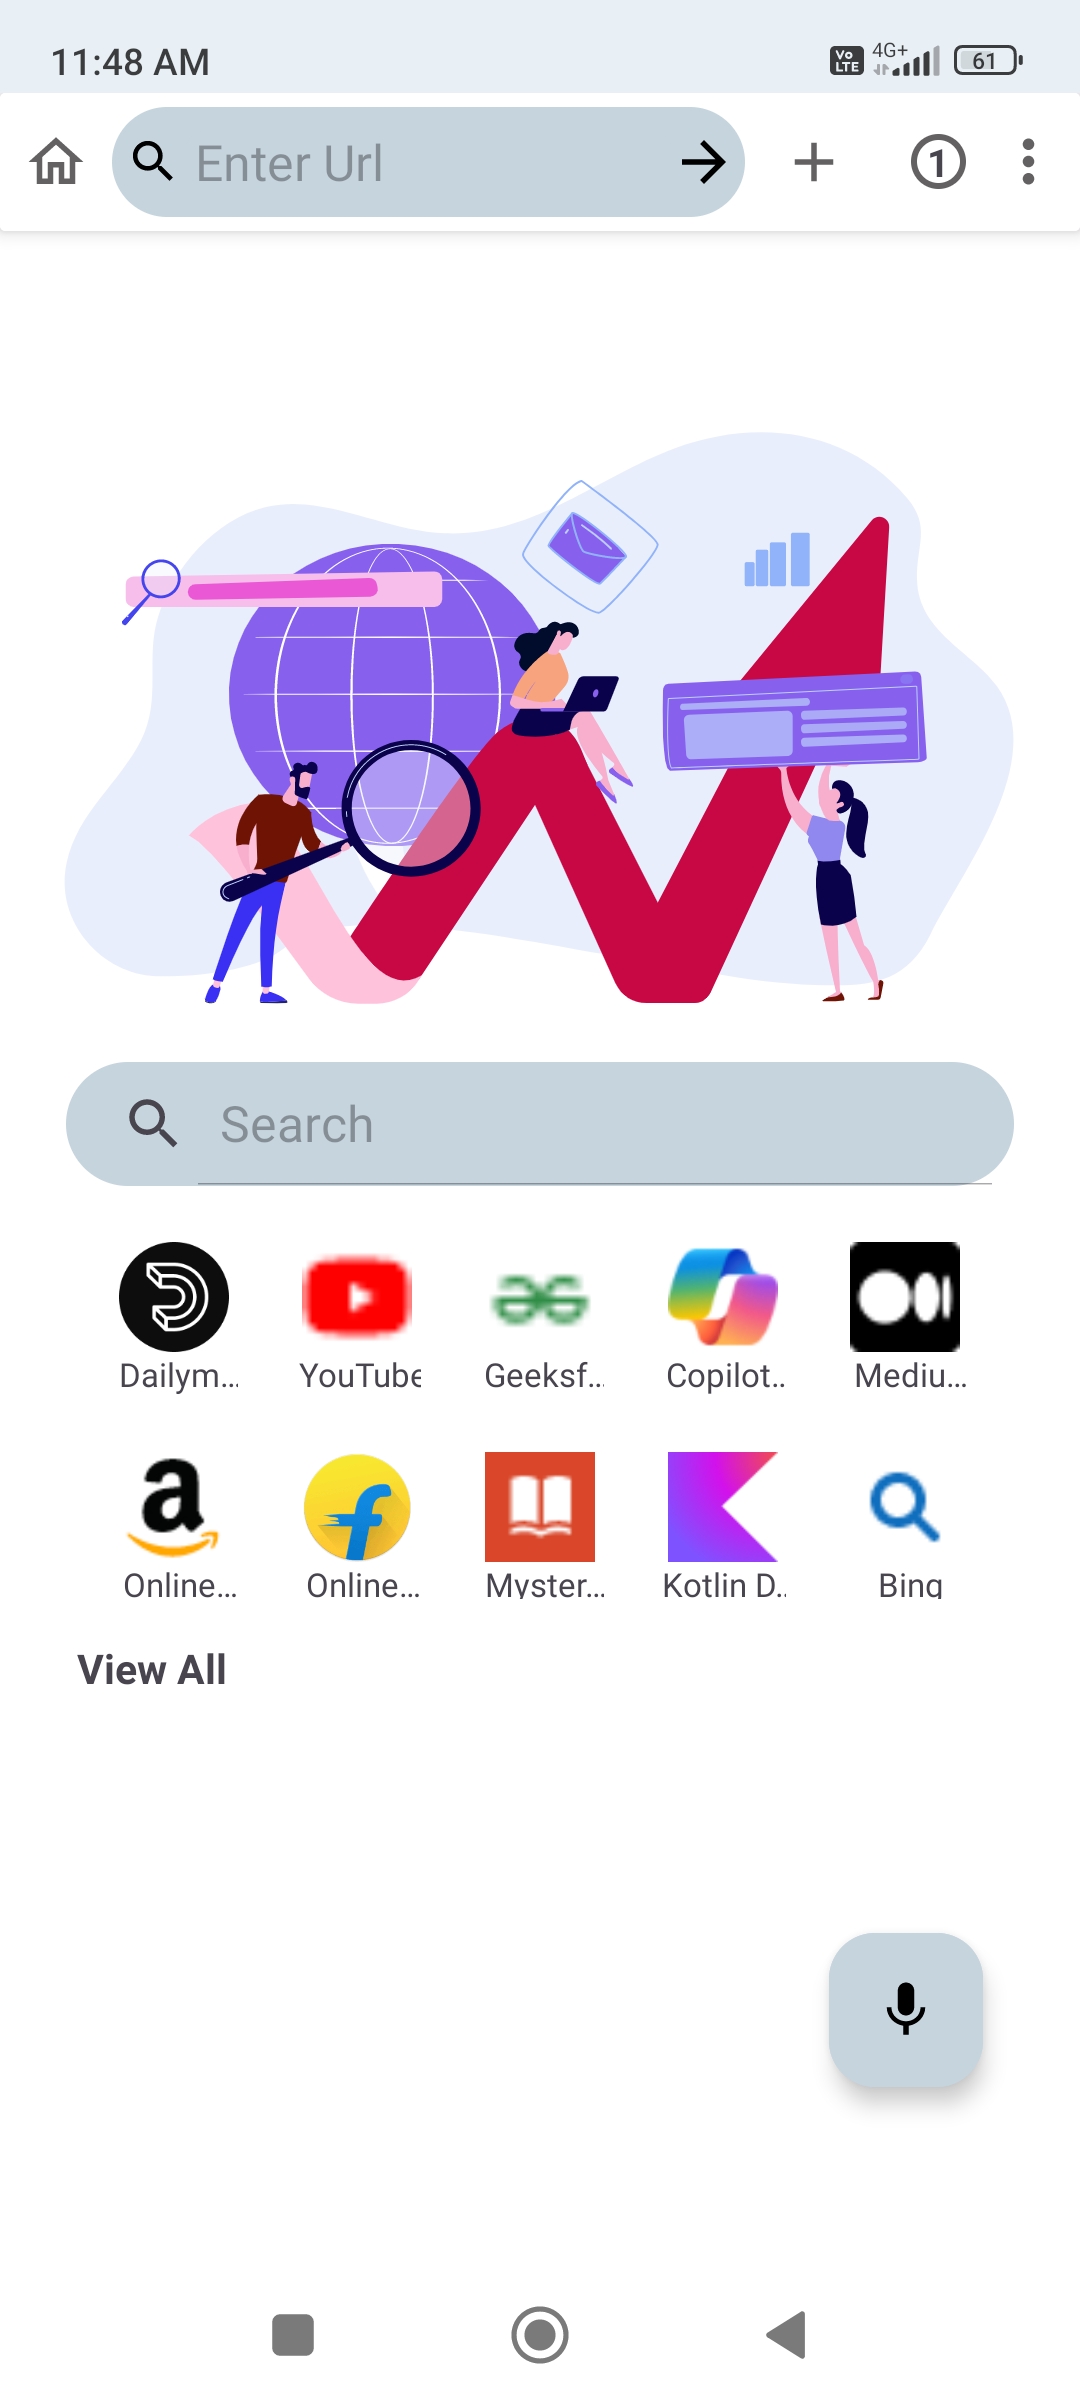 11:48 AM
Vo LTE 4G+ 61
Enter Url
1
Search
Dailym... YouTube Geeksf... Copilot.. Mediu...
Online... Online... Myster... Kotlin D.. Bing
View All